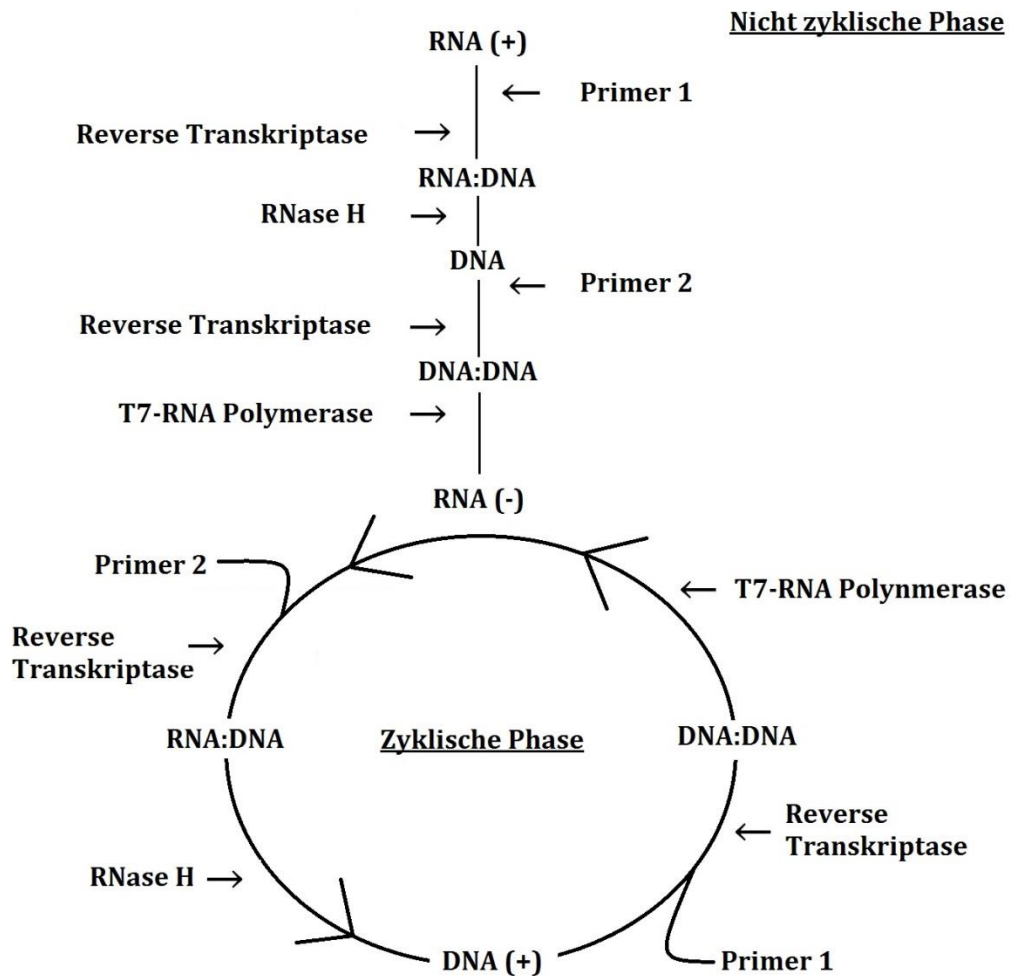 Nicht zyklische Phase
RNA (+)
← Primer 1
Reverse Transkriptase →
RNA:DNA
RNase H →
DNA
← Primer 2
Reverse Transkriptase →
DNA:DNA
T7-RNA Polymerase →
RNA (-)
Primer 2
← T7-RNA Polynmerase
Reverse →
Transkriptase
RNA:DNA
Zyklische Phase
DNA:DNA
← Reverse
Transkriptase
RNase H →
DNA (+)
Primer 1